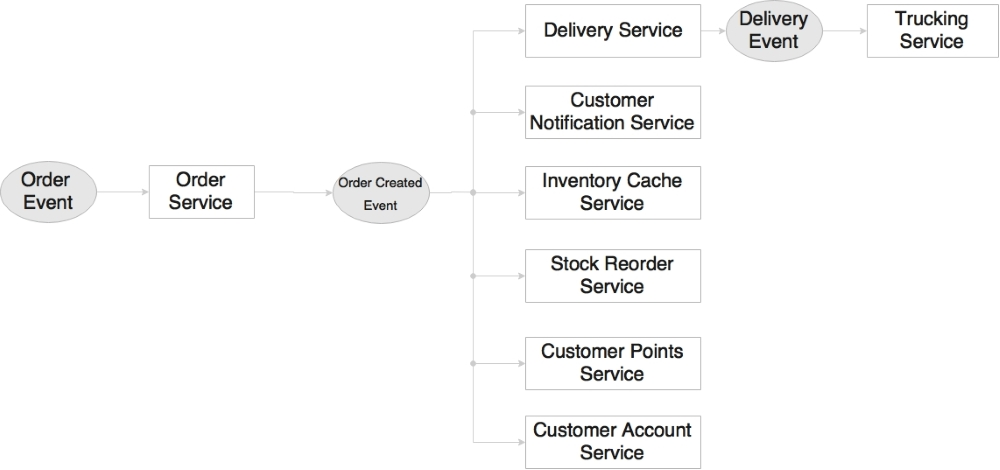 Order
Event
Order
Service
Order Created
Event
Delivery Service
Delivery
Event
Trucking
Service
Customer
Notification Service
Inventory Cache
Service
Stock Reorder
Service
Customer Points
Service
Customer Account
Service